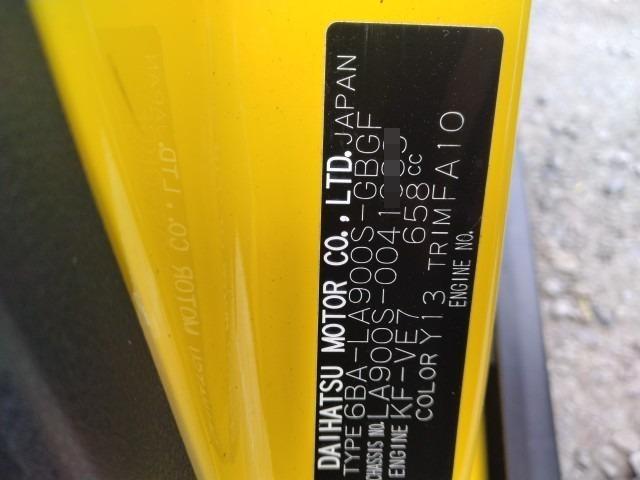 DAIHATSU MOTOR CO., LTD. JAPAN
TYPE 6BA-LA900S-GBGF
CHASSIS NO. LA900S-0041
ENGINE KF-VE7 658cc
COLOR Y13 TRIM FA10
ENGINE NO.